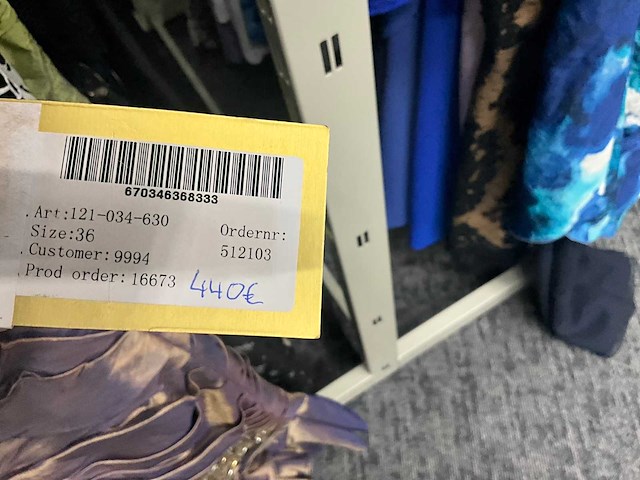 670346368333
Art:121-034-630
Size:36
Ordernr:
Customer:9994
512103
Prod order:16673
440€